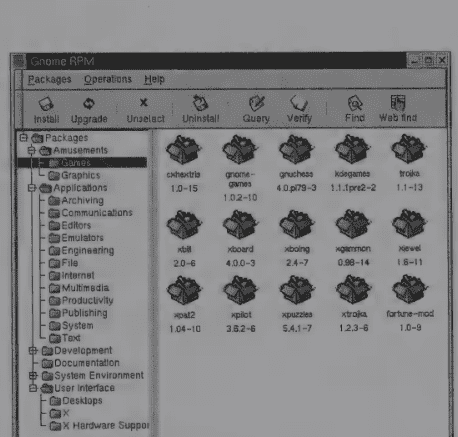 Gnome RPM
Packages Operations Help
Install Upgrade Unselect Uninstall Query Verify Find Web find
Packages
Amusements
Games
Graphics
Applications
Archiving
Communications
Editors
Emulators
Engineering
File
Internet
Multimedia
Productivity
Publishing
System
Text
Development
Documentation
System Environment
User Interface
Desktops
X
X Hardware Suppor
cxhextris gnome-games gnuchess kdegames trojka
1.0-15 1.0.2-10 4.0.pl79-3 1.1.1pre2-2 1.1-13
xbill xboard xboing xgammon xjewel
2.0-6 4.0.0-3 2.4-7 0.98-14 1.6-11
xpat2 xpilot xpuzzles xtrojka fortune-mod
1.04-10 3.6.2-6 5.4.1-7 1.2.3-6 1.0-9